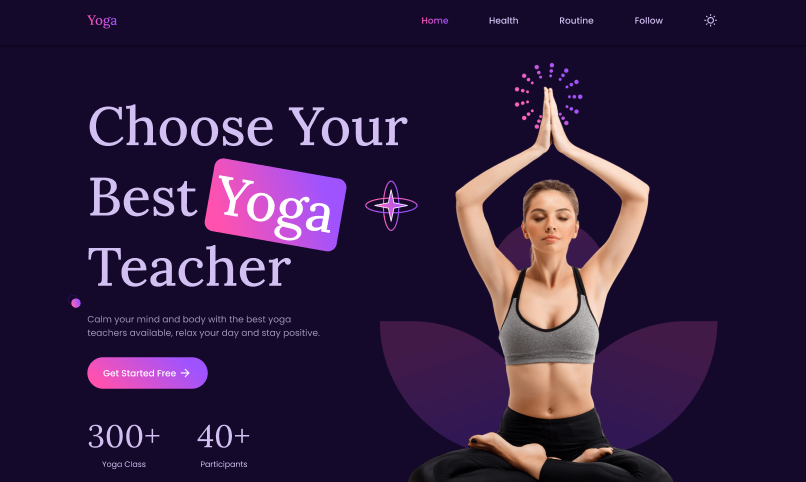 Yoga
Home Health Routine Follow
Choose Your
Best Yoga
Teacher
Calm your mind and body with the best yoga
teachers available, relax your day and stay positive.
Get Started Free →
300+ 40+
Yoga Class Participants